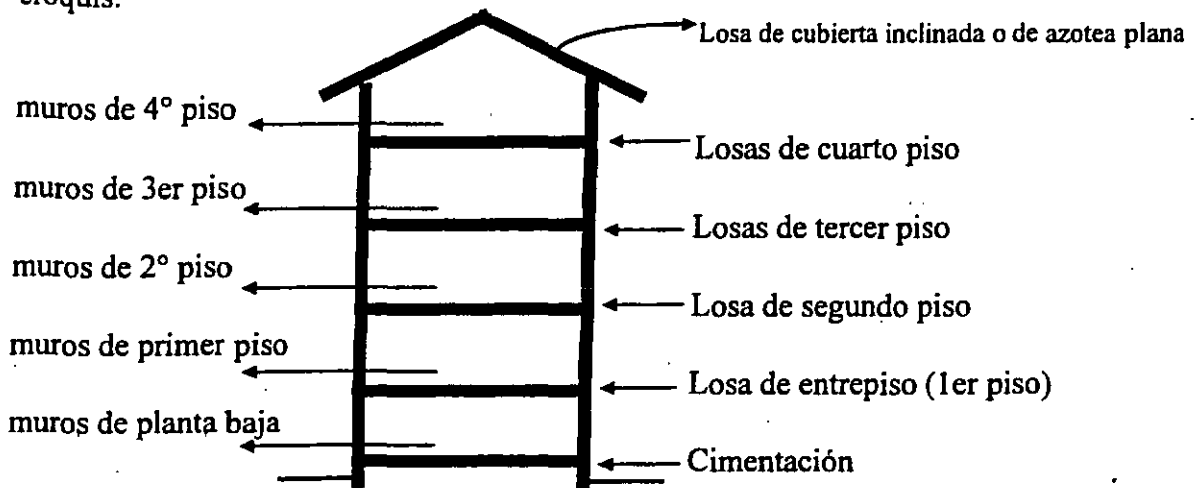 croquis.
Losa de cubierta inclinada o de azotea plana
muros de 4° piso
Losas de cuarto piso
muros de 3er piso
Losas de tercer piso
muros de 2° piso
Losa de segundo piso
muros de primer piso
Losa de entrepiso (1er piso)
muros de planta baja
Cimentación